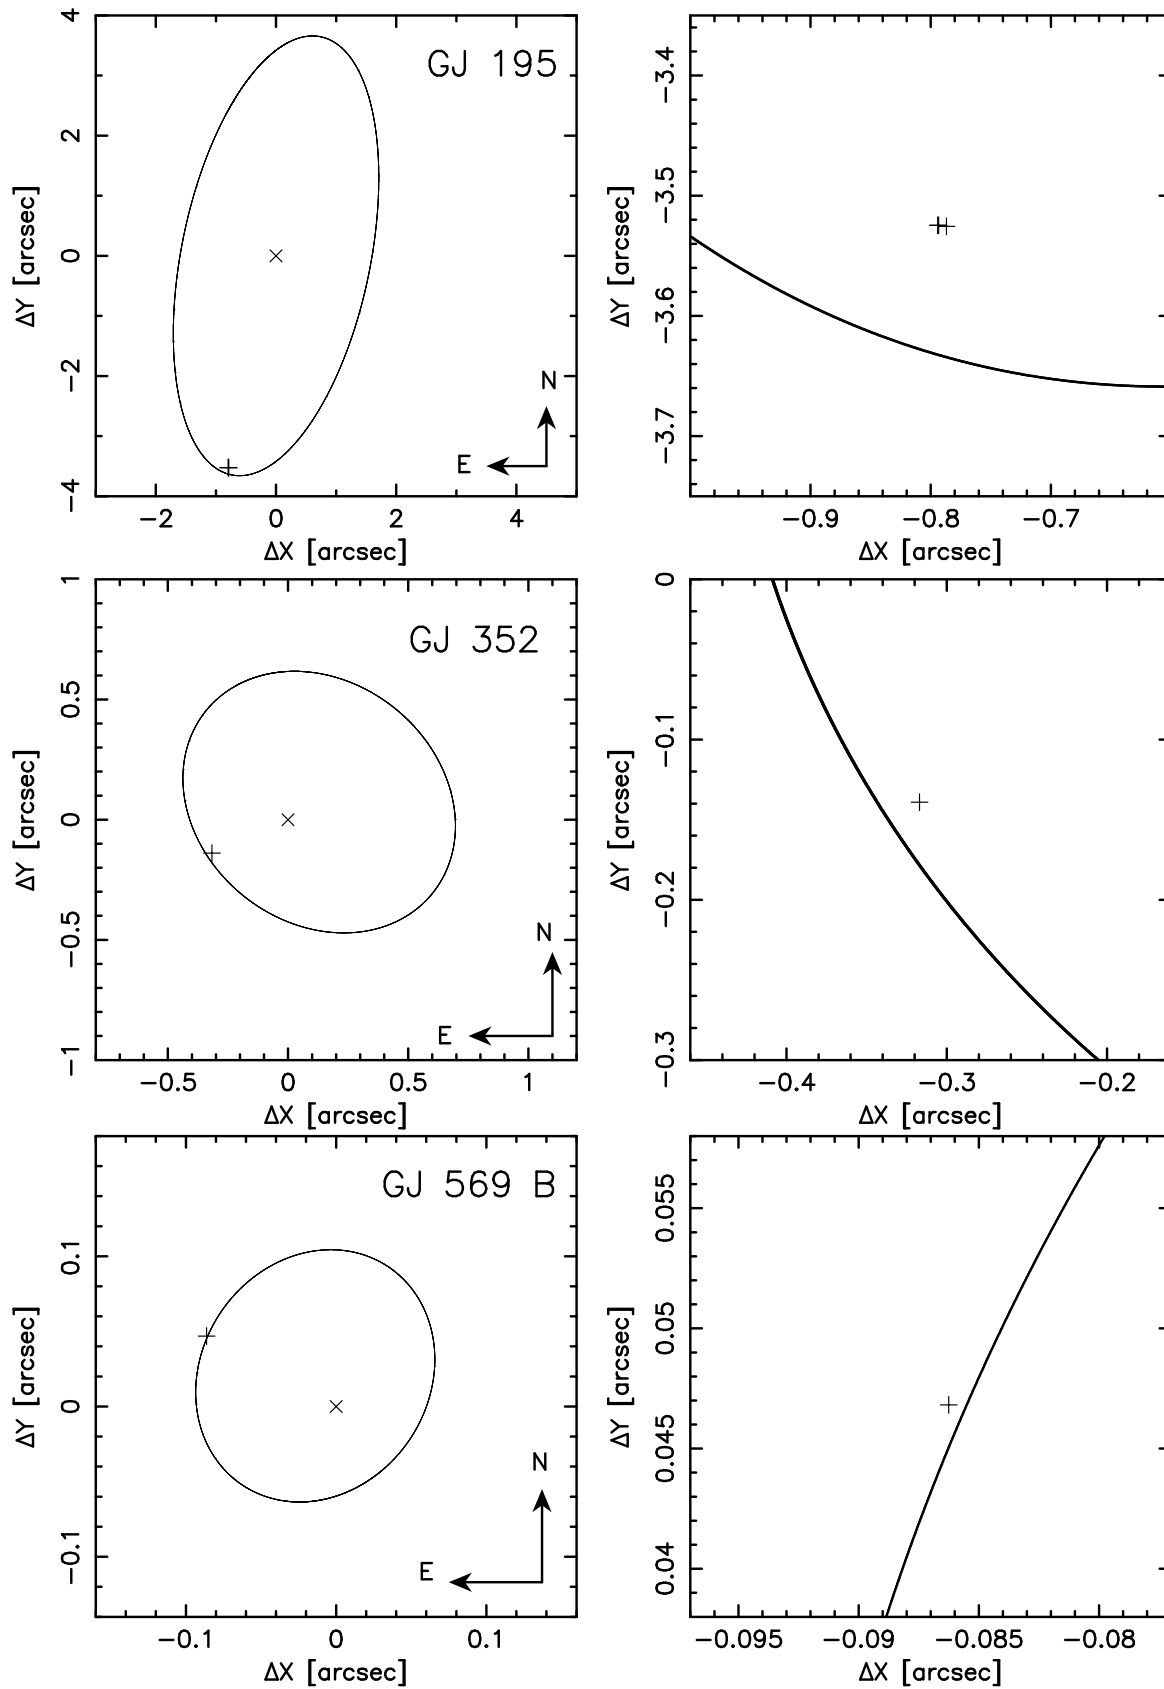 GJ 195
4
2
0
−2
−4
ΔY [arcsec]
N
E
−2 0 2 4
ΔX [arcsec]
−3.4
−3.5
−3.6
−3.7
ΔY [arcsec]
−0.9 −0.8 −0.7
ΔX [arcsec]
GJ 352
1
0.5
0
−0.5
−1
ΔY [arcsec]
N
E
−0.5 0 0.5 1
ΔX [arcsec]
0
−0.1
−0.2
−0.3
ΔY [arcsec]
−0.4 −0.3 −0.2
ΔX [arcsec]
GJ 569 B
0.1
0
−0.1
ΔY [arcsec]
N
E
−0.1 0 0.1
ΔX [arcsec]
0.055
0.05
0.045
0.04
ΔY [arcsec]
−0.095 −0.09 −0.085 −0.08
ΔX [arcsec]